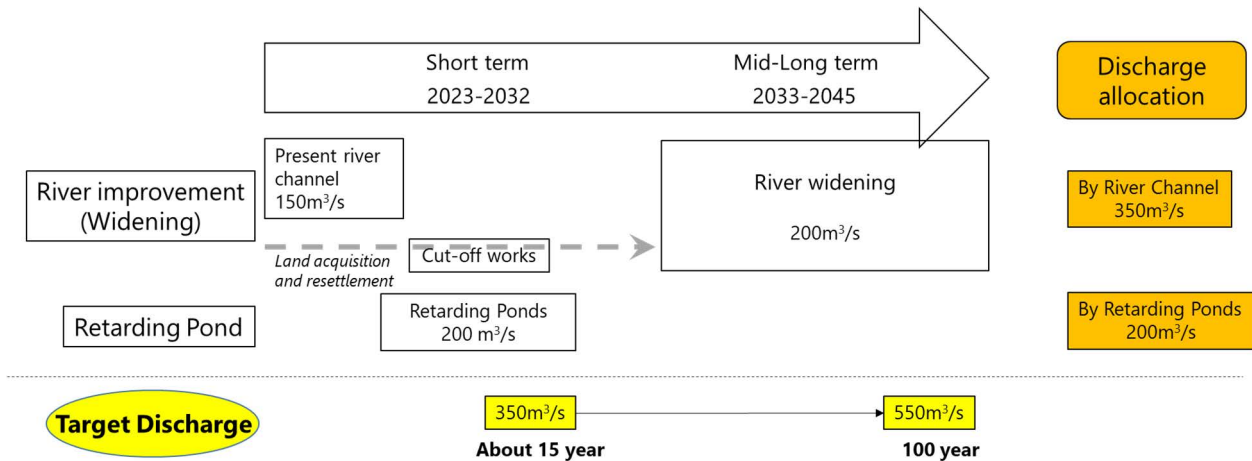 Short term
2023-2032
Mid-Long term
2033-2045
Discharge
allocation
River improvement
(Widening)
Present river
channel
150m³/s
River widening
200m³/s
By River Channel
350m³/s
Land acquisition
and resettlement
Cut-off works
Retarding Pond
Retarding Ponds
200 m³/s
By Retarding Ponds
200m³/s
Target Discharge
350m³/s
550m³/s
About 15 year
100 year